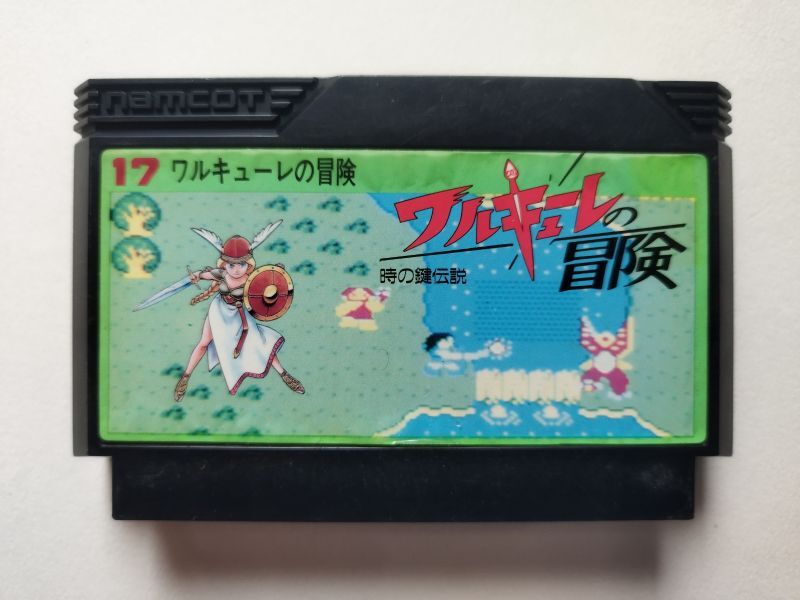 namcot
17 ワルキューレの冒険
ワルキューレの
冒険
時の鍵伝説